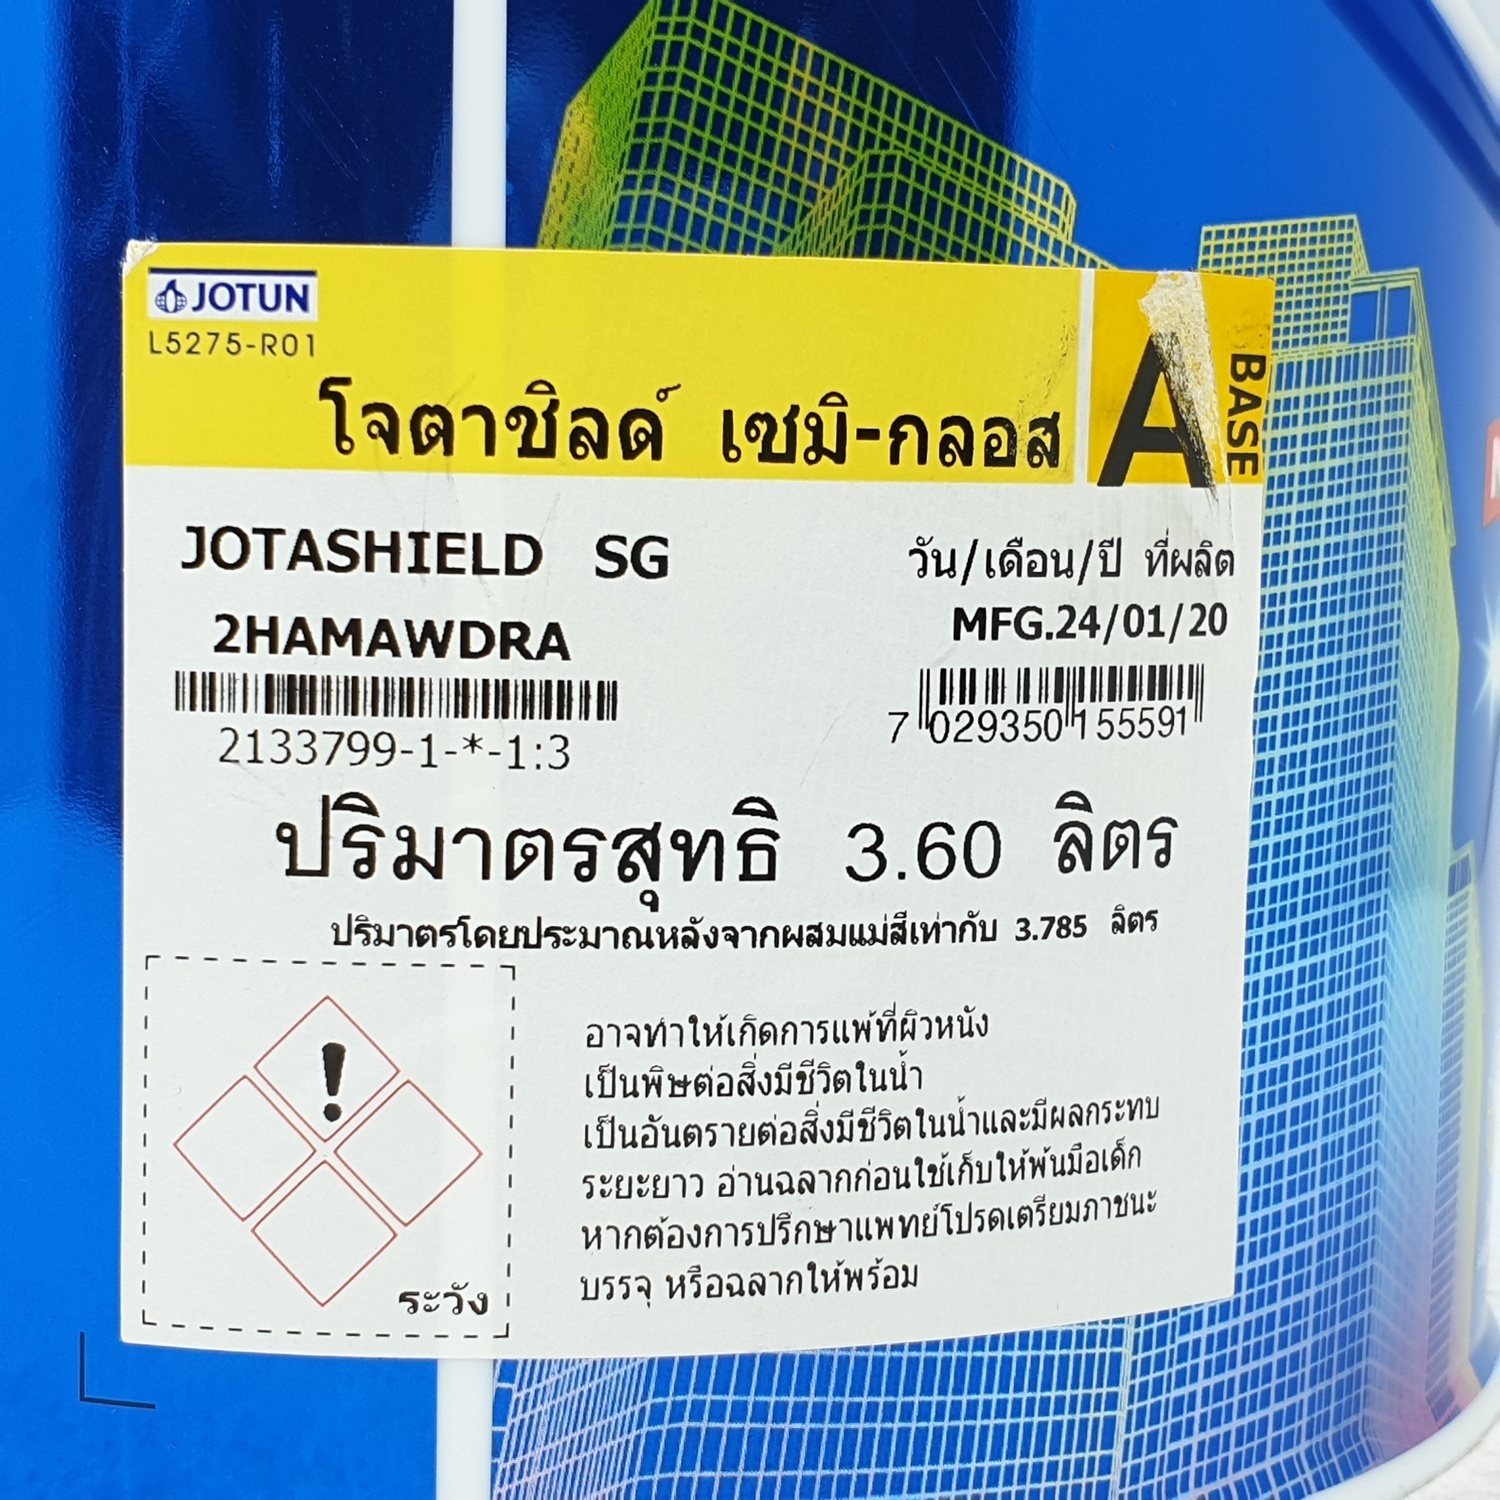 JOTUN
L5275-R01
โจตาชิลด์ เซมิ-กลอส
A
BASE
JOTASHIELD SG
วัน/เดือน/ปี ที่ผลิต
2HAMAWDRA
MFG.24/01/20
2133799-1-*-1:3
7 029350 155591
ปริมาตรสุทธิ 3.60 ลิตร
ปริมาตรโดยประมาณหลังจากผสมแม่สีเท่ากับ 3.785 ลิตร
!
อาจทำให้เกิดการแพ้ที่ผิวหนัง
เป็นพิษต่อสิ่งมีชีวิตในน้ำ
เป็นอันตรายต่อสิ่งมีชีวิตในน้ำและมีผลกระทบ
ระยะยาว อ่านฉลากก่อนใช้เก็บให้พ้นมือเด็ก
หากต้องการปรึกษาแพทย์โปรดเตรียมภาชนะ
บรรจุ หรือฉลากให้พร้อม
ระวัง